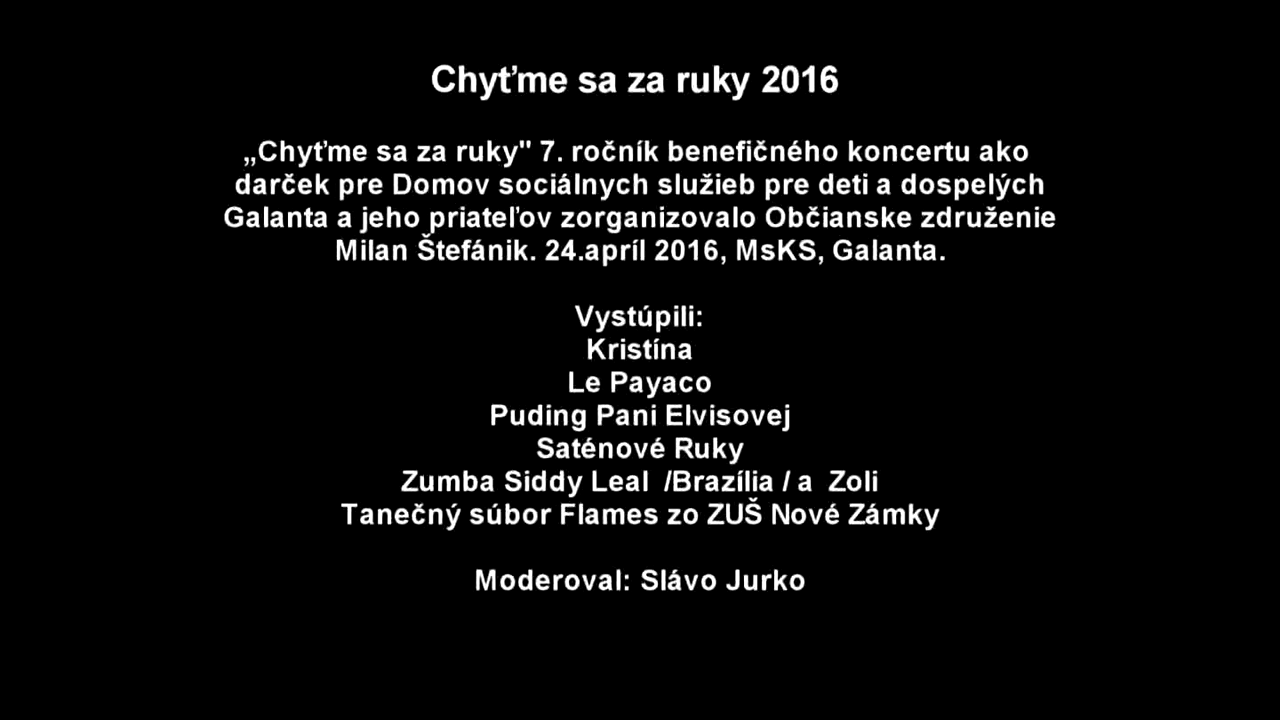 Chyťme sa za ruky 2016
„Chyťme sa za ruky" 7. ročník benefičného koncertu ako
darček pre Domov sociálnych služieb pre deti a dospelých
Galanta a jeho priateľov zorganizovalo Občianske združenie
Milan Štefánik. 24.apríl 2016, MsKS, Galanta.
Vystúpili:
Kristína
Le Payaco
Puding Pani Elvisovej
Saténové Ruky
Zumba Siddy Leal  /Brazília / a  Zoli
Tanečný súbor Flames zo ZUŠ Nové Zámky
Moderoval: Slávo Jurko